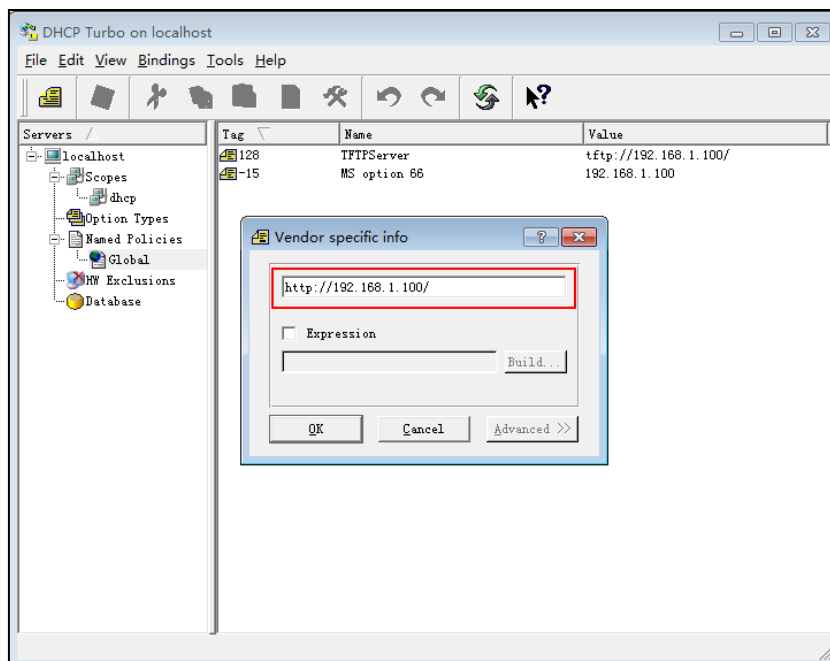 DHCP Turbo on localhost
File Edit View Bindings Tools Help
Servers
Tag Name Value
localhost
Scopes
dhcp
Option Types
Named Policies
Global
HW Exclusions
Database
128 TFTPServer tftp://192.168.1.100/
-15 MS option 66 192.168.1.100
Vendor specific info
http://192.168.1.100/
Expression
Build...
OK Cancel Advanced >>